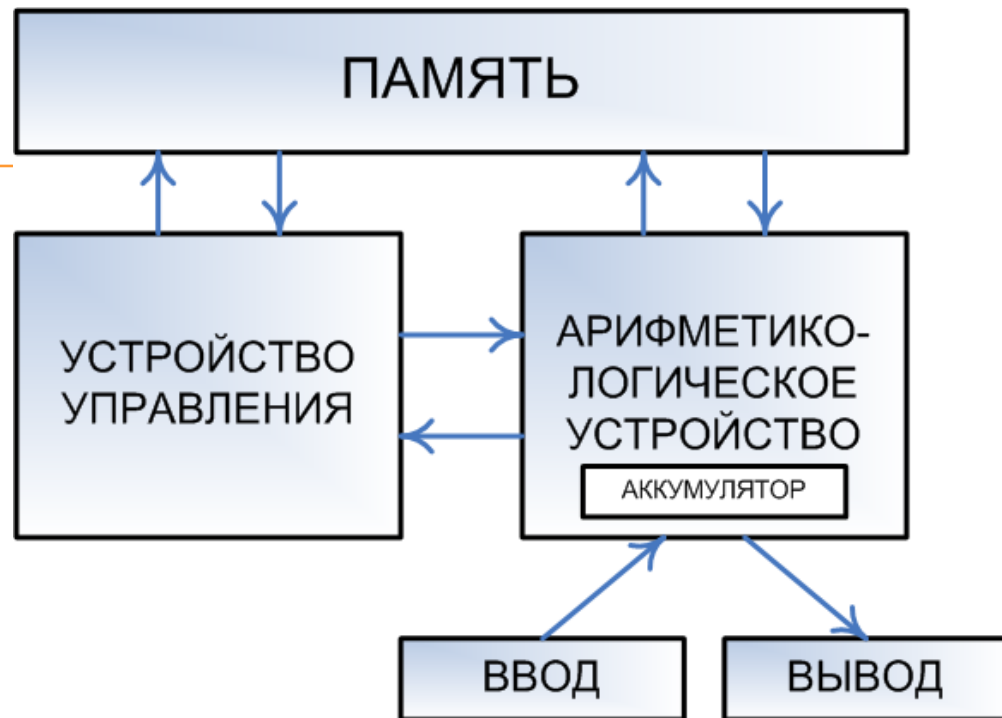 ПАМЯТЬ
УСТРОЙСТВО
УПРАВЛЕНИЯ
АРИФМЕТИКО-
ЛОГИЧЕСКОЕ
УСТРОЙСТВО
АККУМУЛЯТОР
ВВОД
ВЫВОД